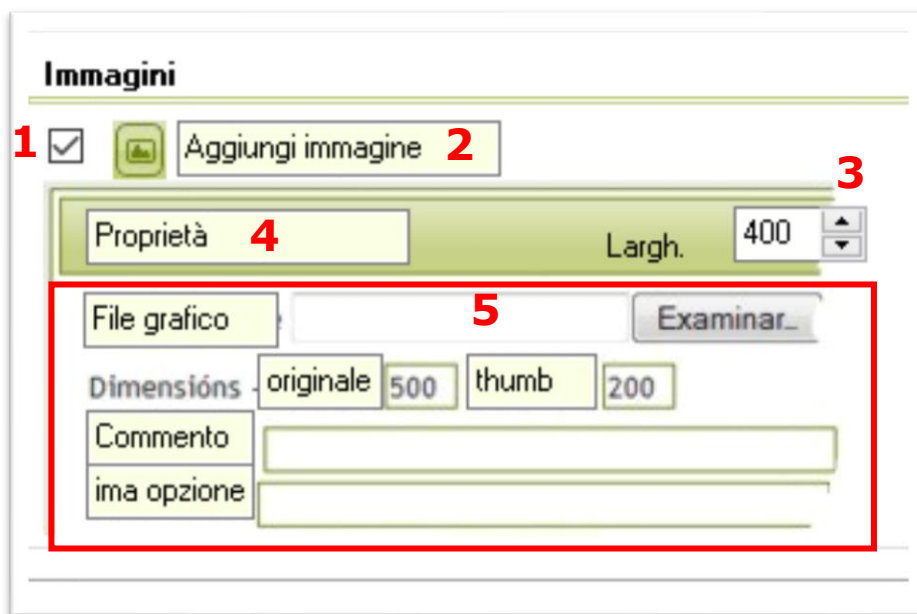 Immagini
1 Aggiungi immagine 2
3
Proprietà 4 Largh. 400
File grafico 5 Examinar...
Dimensións - originale 500 thumb 200
Commento
ima opzione